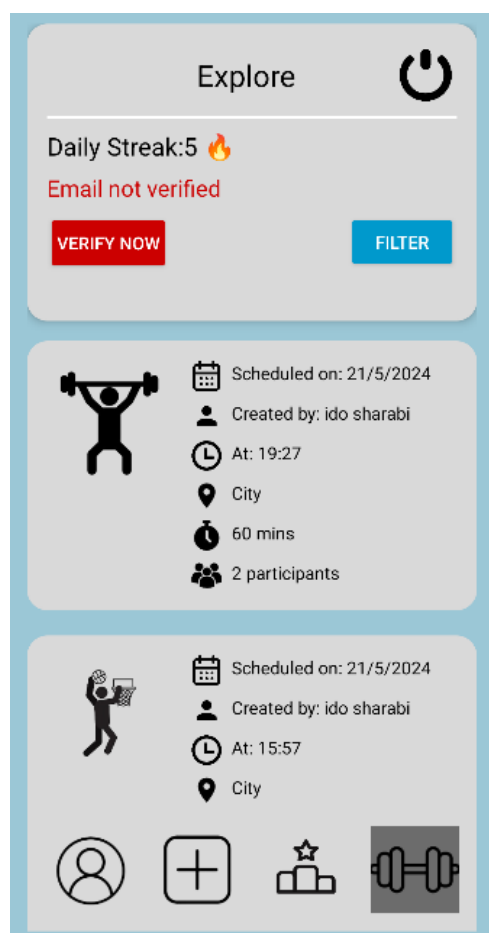 Explore
Daily Streak:5 🔥
Email not verified
VERIFY NOW
FILTER
Scheduled on: 21/5/2024
Created by: ido sharabi
At: 19:27
City
60 mins
2 participants
Scheduled on: 21/5/2024
Created by: ido sharabi
At: 15:57
City